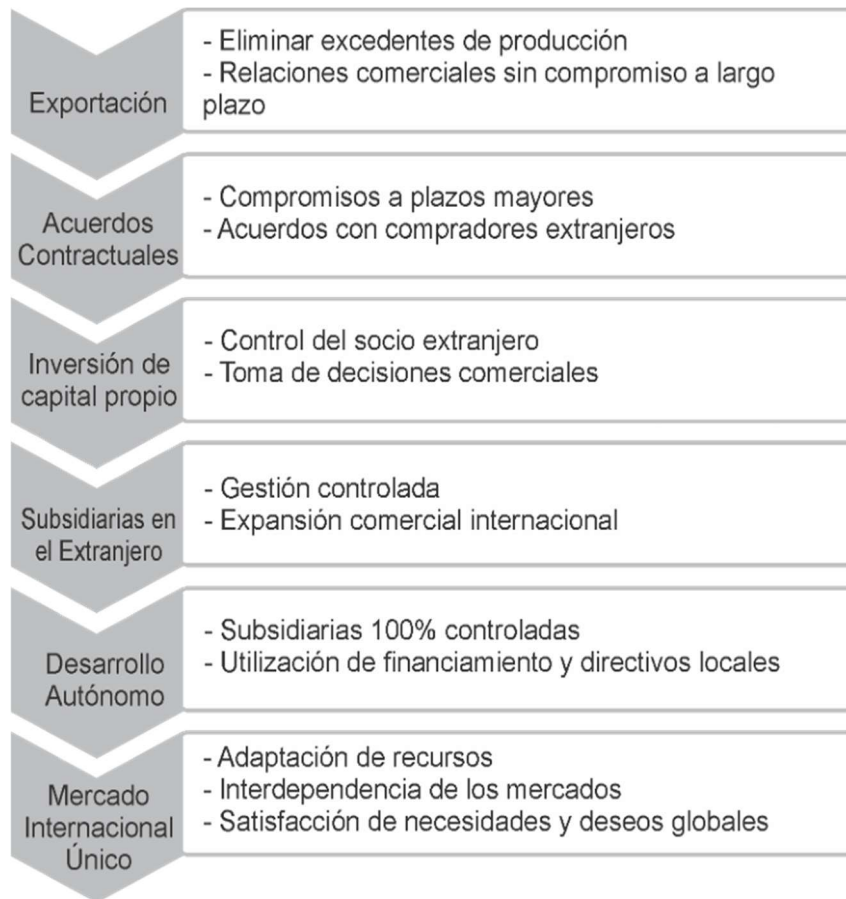 Exportación
- Eliminar excedentes de producción
- Relaciones comerciales sin compromiso a largo
plazo
Acuerdos
Contractuales
- Compromisos a plazos mayores
- Acuerdos con compradores extranjeros
Inversión de
capital propio
- Control del socio extranjero
- Toma de decisiones comerciales
Subsidiarias en
el Extranjero
- Gestión controlada
- Expansión comercial internacional
Desarrollo
Autónomo
- Subsidiarias 100% controladas
- Utilización de financiamiento y directivos locales
Mercado
Internacional
Único
- Adaptación de recursos
- Interdependencia de los mercados
- Satisfacción de necesidades y deseos globales